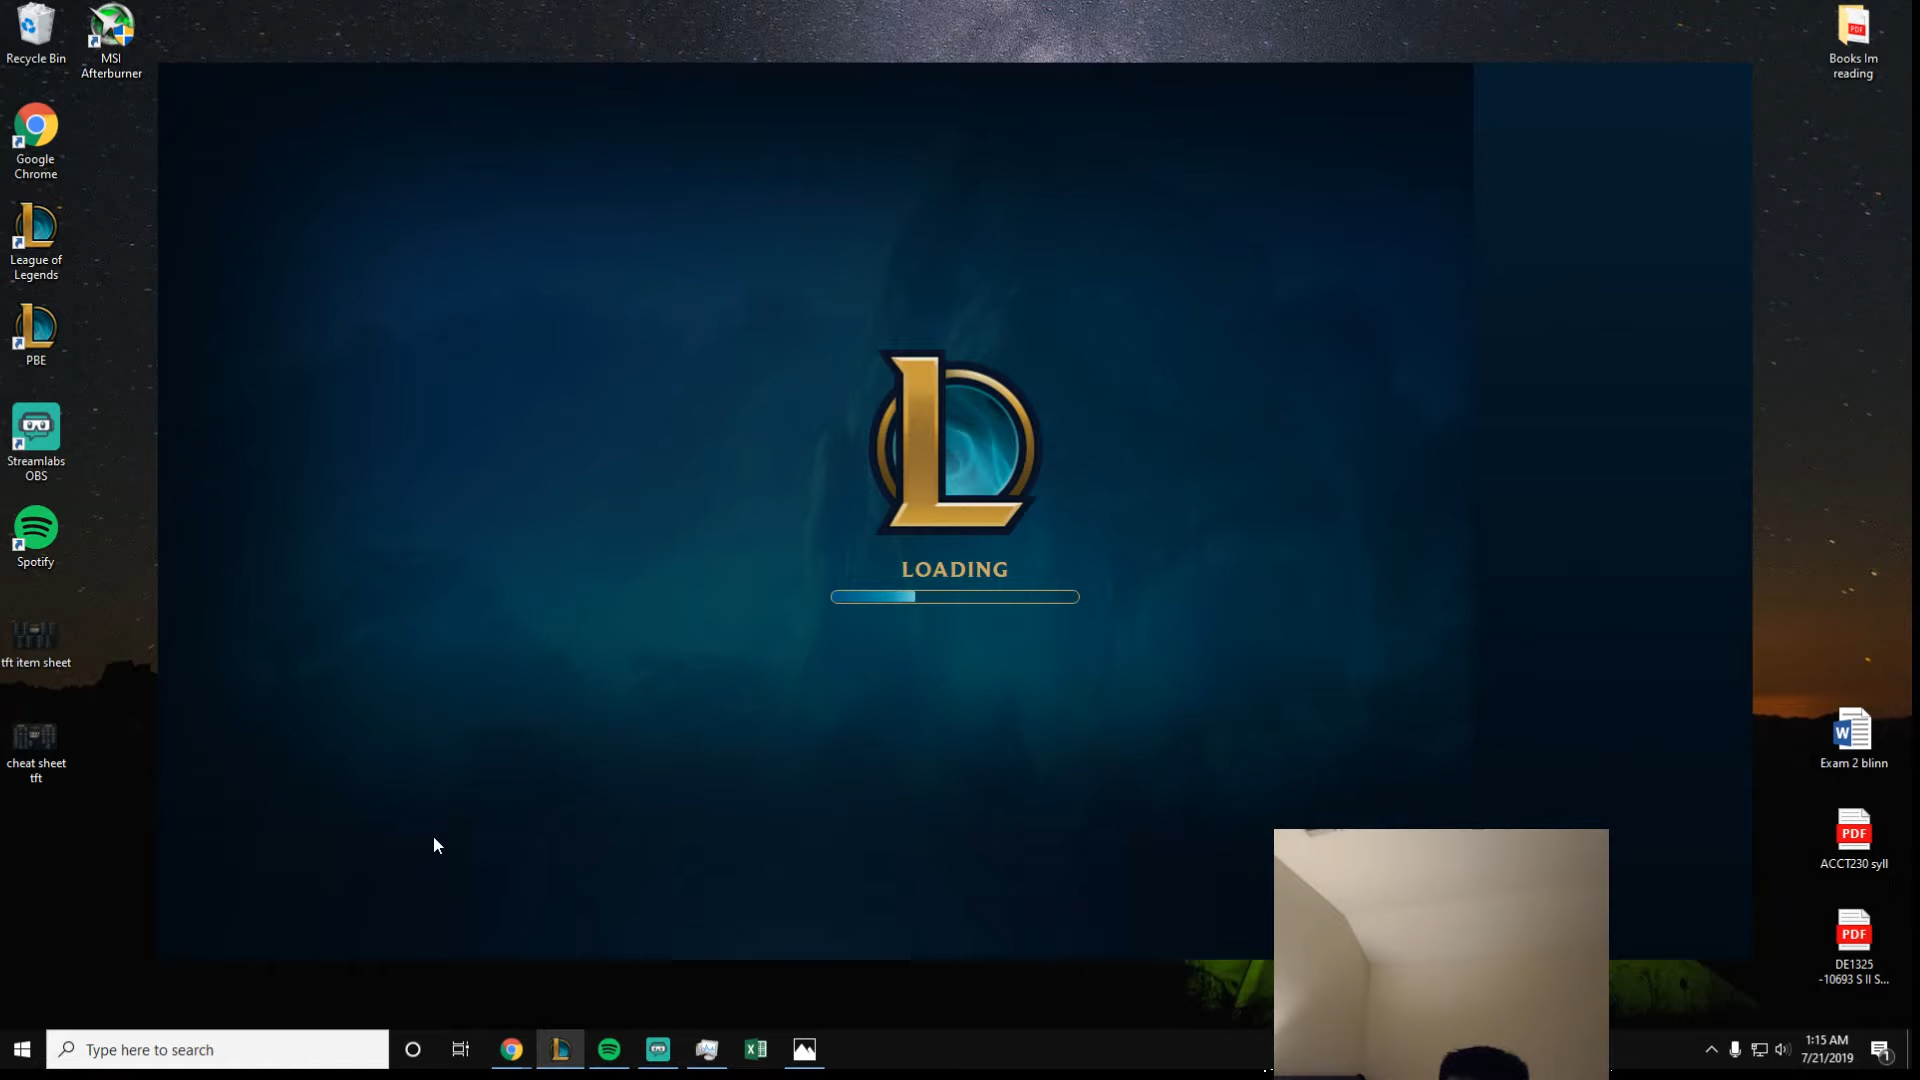 Recycle Bin
MSI
Afterburner
Books Im
reading
PDF
Google
Chrome
League of
Legends
PBE
Streamlabs
OBS
Spotify
LOADING
tft item sheet
cheat sheet
tft
W
Exam 2 blinn
PDF
ACCT230 syll
PDF
DE1325
-10693 S II S...
Type here to search
1:15 AM
7/21/2019
1